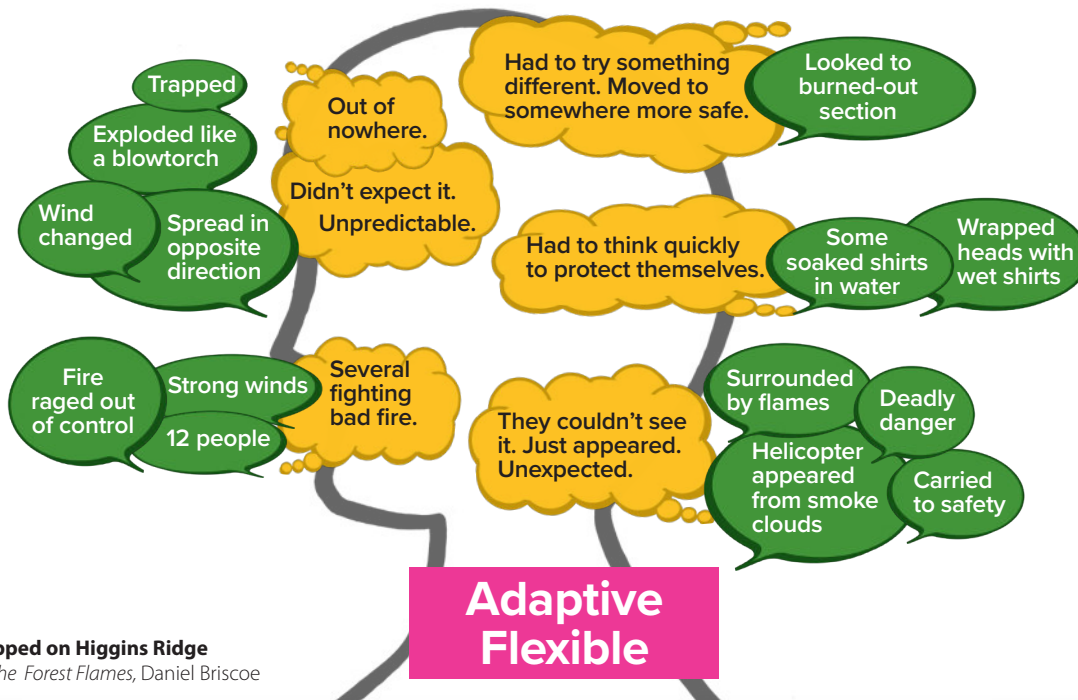 Trapped
Exploded like
a blowtorch
Wind
changed
Spread in
opposite
direction
Out of
nowhere.
Didn’t expect it.
Unpredictable.
Fire
raged out
of control
Strong winds
12 people
Several
fighting
bad fire.
Had to try something
different. Moved to
somewhere more safe.
Looked to
burned-out
section
Had to think quickly
to protect themselves.
Some
soaked shirts
in water
Wrapped
heads with
wet shirts
They couldn’t see
it. Just appeared.
Unexpected.
Surrounded
by flames
Deadly
danger
Helicopter
appeared
from smoke
clouds
Carried
to safety
Adaptive
Flexible
pped on Higgins Ridge
he Forest Flames, Daniel Briscoe